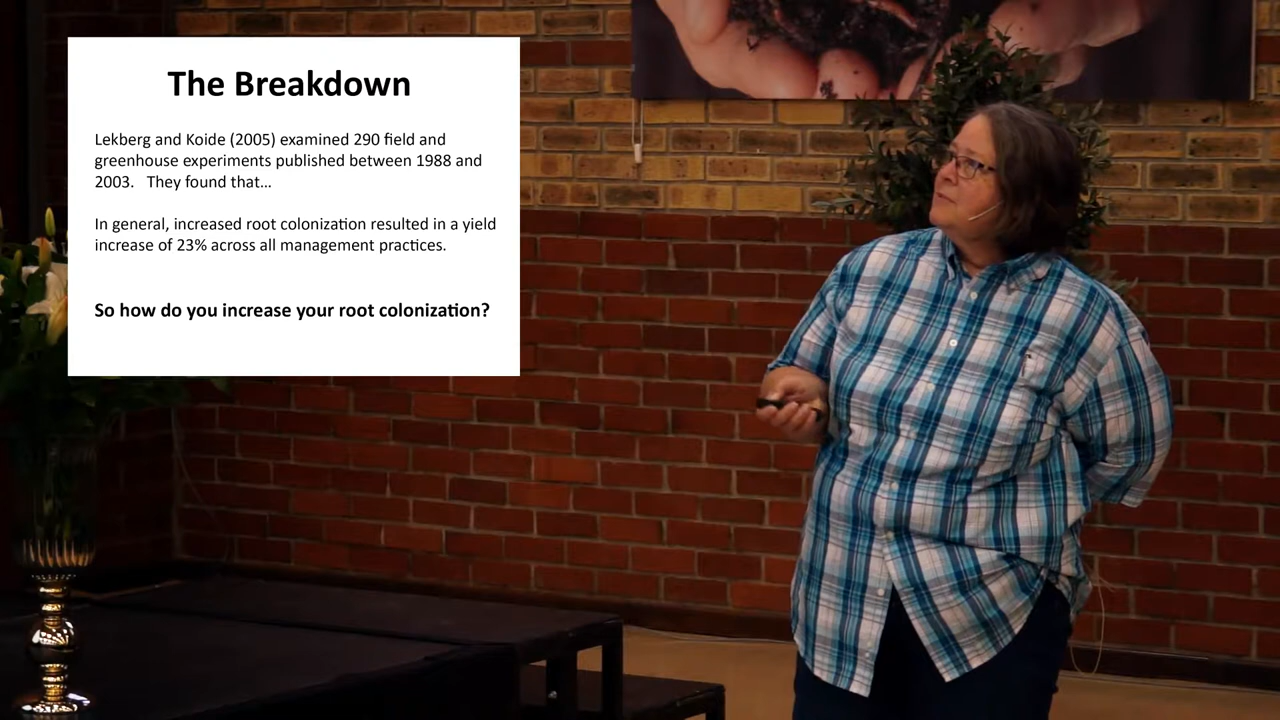 The Breakdown
Lekberg and Koide (2005) examined 290 field and
greenhouse experiments published between 1988 and
2003. They found that...
In general, increased root colonization resulted in a yield
increase of 23% across all management practices.
So how do you increase your root colonization?